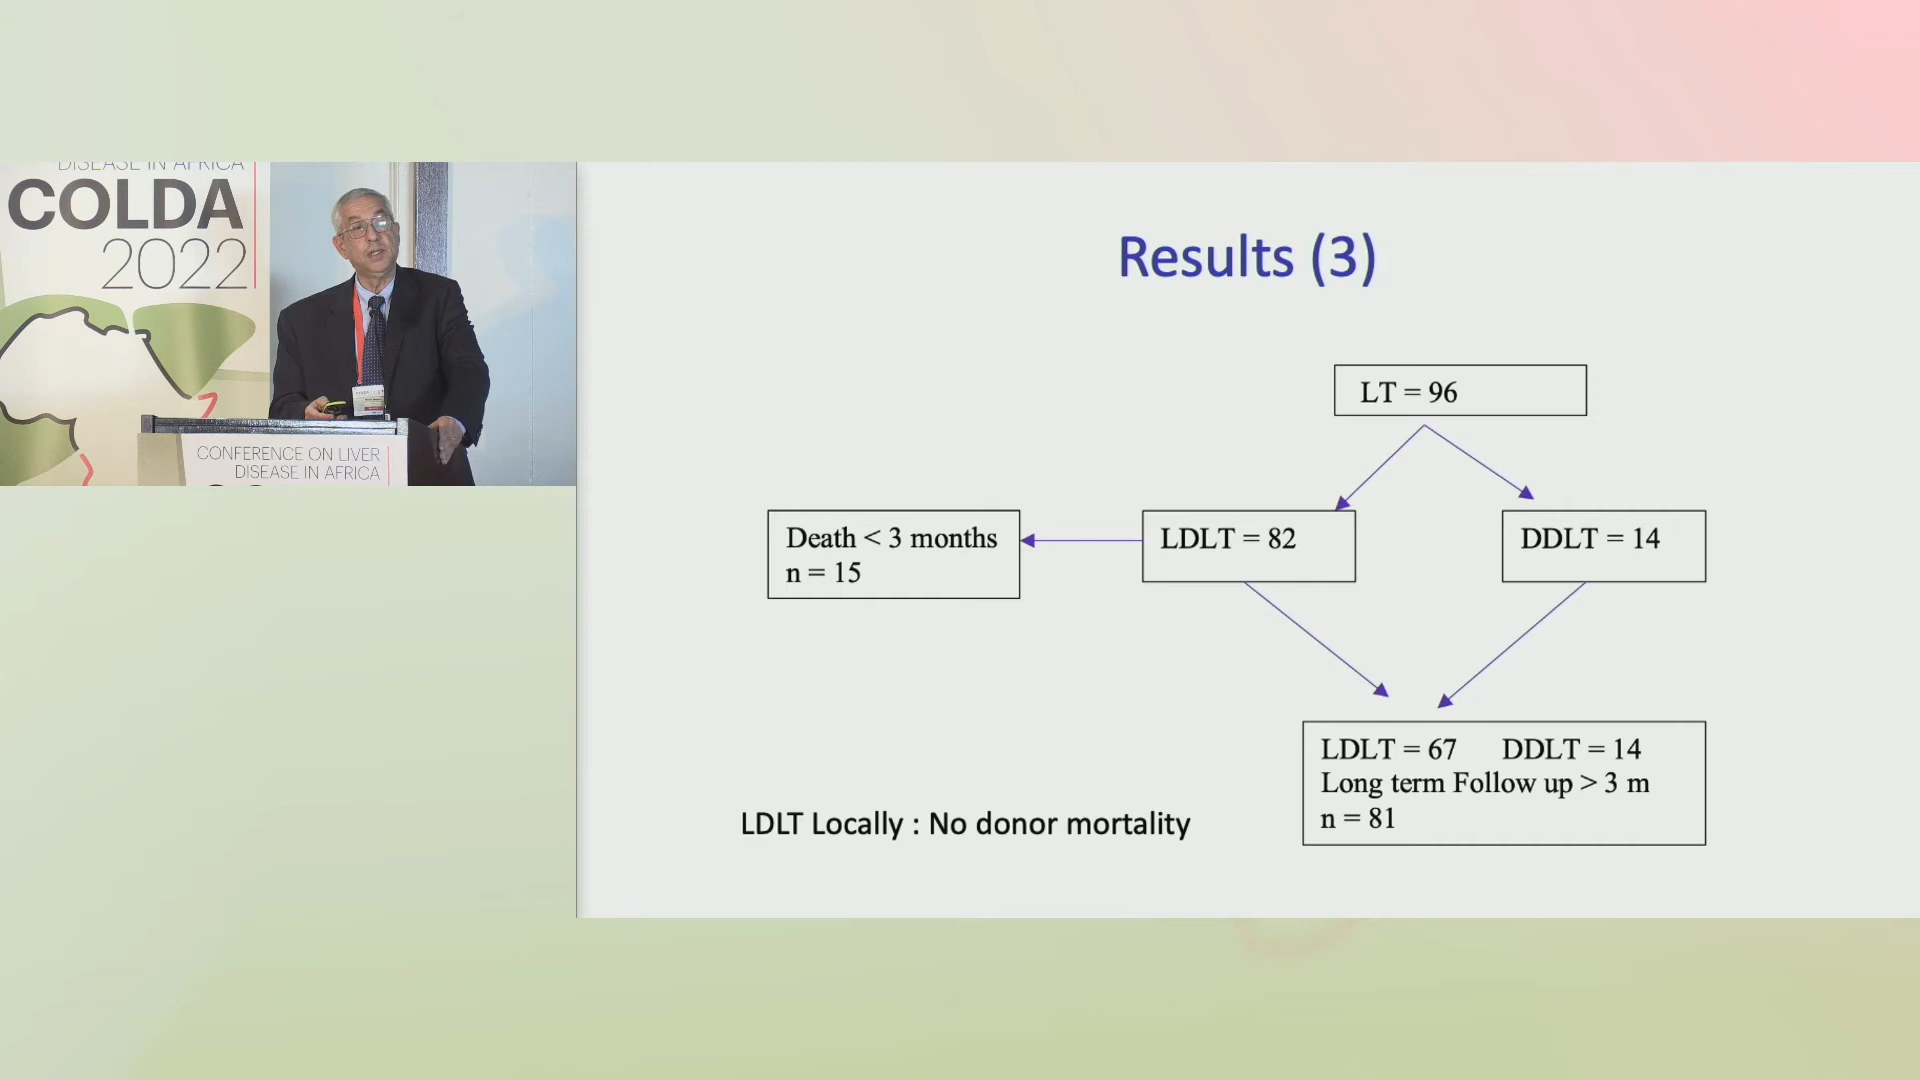 DISEASE IN AFRICA
COLDA
2022
CONFERENCE ON LIVER
DISEASE IN AFRICA
Results (3)
LT = 96
Death < 3 months
n = 15
LDLT = 82
DDLT = 14
LDLT = 67 DDLT = 14
Long term Follow up > 3 m
n = 81
LDLT Locally : No donor mortality